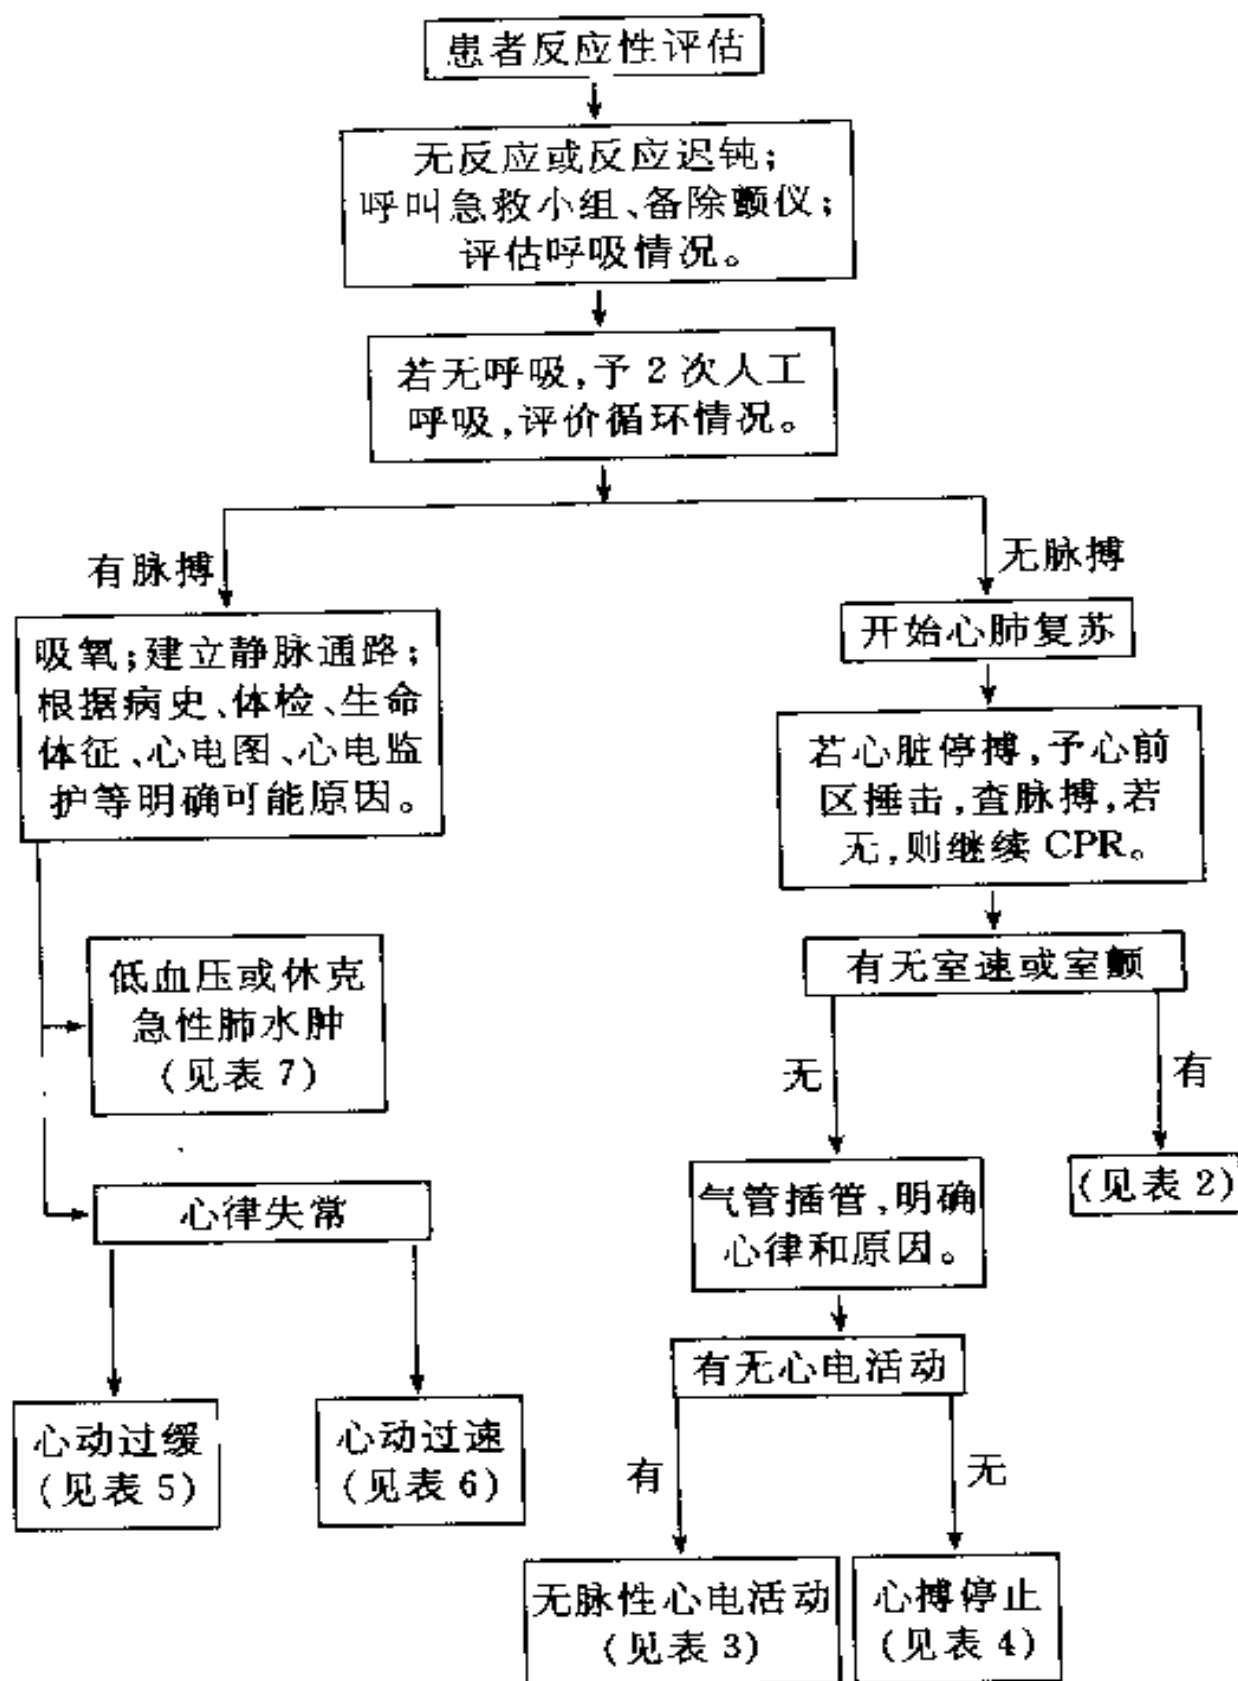 患者反应性评估
无反应或反应迟钝;
呼叫急救小组、备除颤仪;
评估呼吸情况。
若无呼吸,予2次人工
呼吸,评价循环情况。
有脉搏
无脉搏
吸氧;建立静脉通路;
根据病史、体检、生命
体征、心电图、心电监
护等明确可能原因。
开始心肺复苏
若心脏停搏,予心前
区捶击,查脉搏,若
无,则继续CPR。
低血压或休克
急性肺水肿
(见表7)
有无室速或室颤
无
有
心律失常
气管插管,明确
心律和原因。
(见表2)
有无心电活动
心动过缓
(见表5)
心动过速
(见表6)
有
无
无脉性心电活动
(见表3)
心搏停止
(见表4)